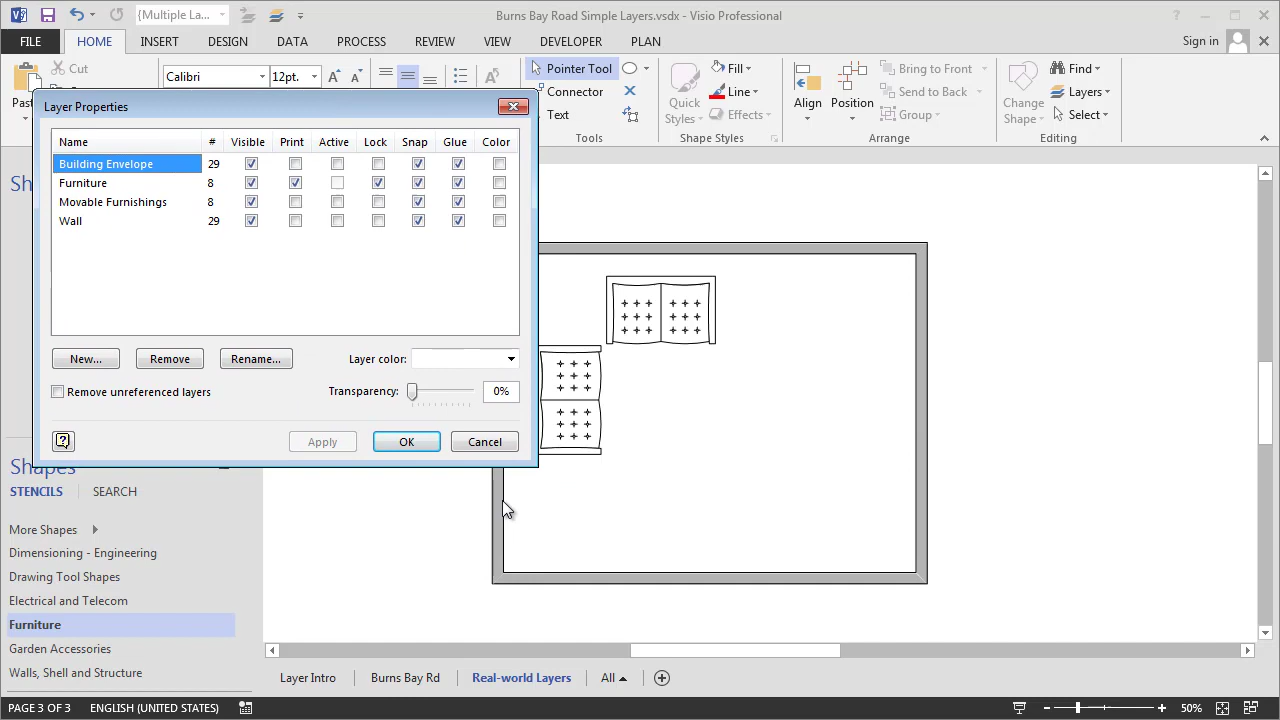 {Multiple La...
Burns Bay Road Simple Layers.vsdx - Visio Professional
FILE HOME INSERT DESIGN DATA PROCESS REVIEW VIEW DEVELOPER PLAN Sign in
Cut Calibri 12pt. Pointer Tool Fill Bring to Front Find
Connector Line Send to Back Layers
Past Quick Styles Align Position Change Shape
Text Effects Group Select
Tools Shape Styles Arrange Editing
Layer Properties
Name # Visible Print Active Lock Snap Glue Color
Building Envelope 29
Furniture 8
Movable Furnishings 8
Wall 29
New... Remove Rename... Layer color:
Remove unreferenced layers Transparency: 0%
Apply OK Cancel
Sh
Shapes
STENCILS SEARCH
More Shapes
Dimensioning - Engineering
Drawing Tool Shapes
Electrical and Telecom
Furniture
Garden Accessories
Walls, Shell and Structure
Layer Intro Burns Bay Rd Real-world Layers All
PAGE 3 OF 3 ENGLISH (UNITED STATES) 50%